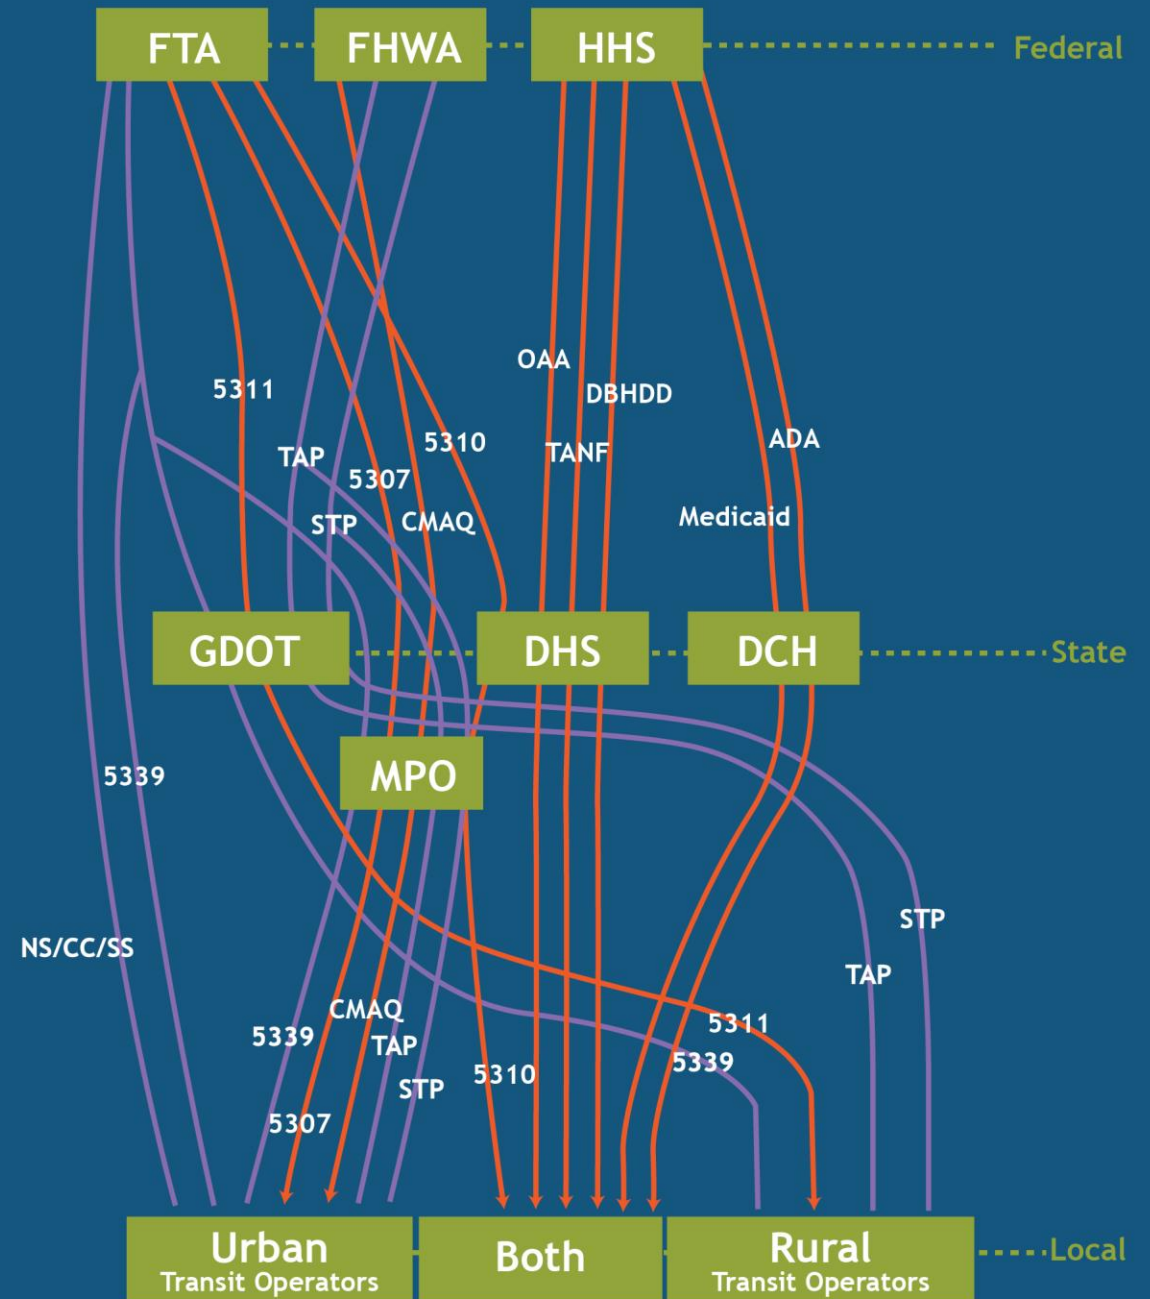 FTA
FHWA
HHS
Federal
OAA
5311
DBHDD
5310
ADA
TAP
TANF
5307
Medicaid
STP
CMAQ
GDOT
DHS
DCH
State
MPO
5339
STP
NS/CC/SS
TAP
CMAQ
5311
5339
TAP
5339
5310
STP
5307
Urban
Transit Operators
Both
Rural
Transit Operators
Local